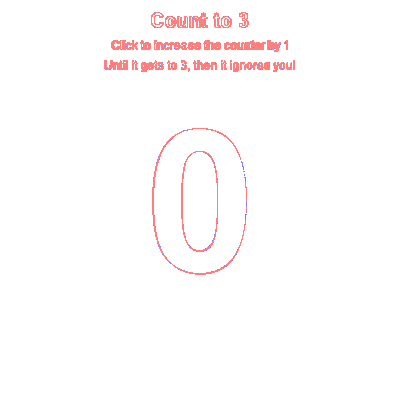 Count to 3
Click to increase the counter by 1
Until it gets to 3, then it ignores you!
0